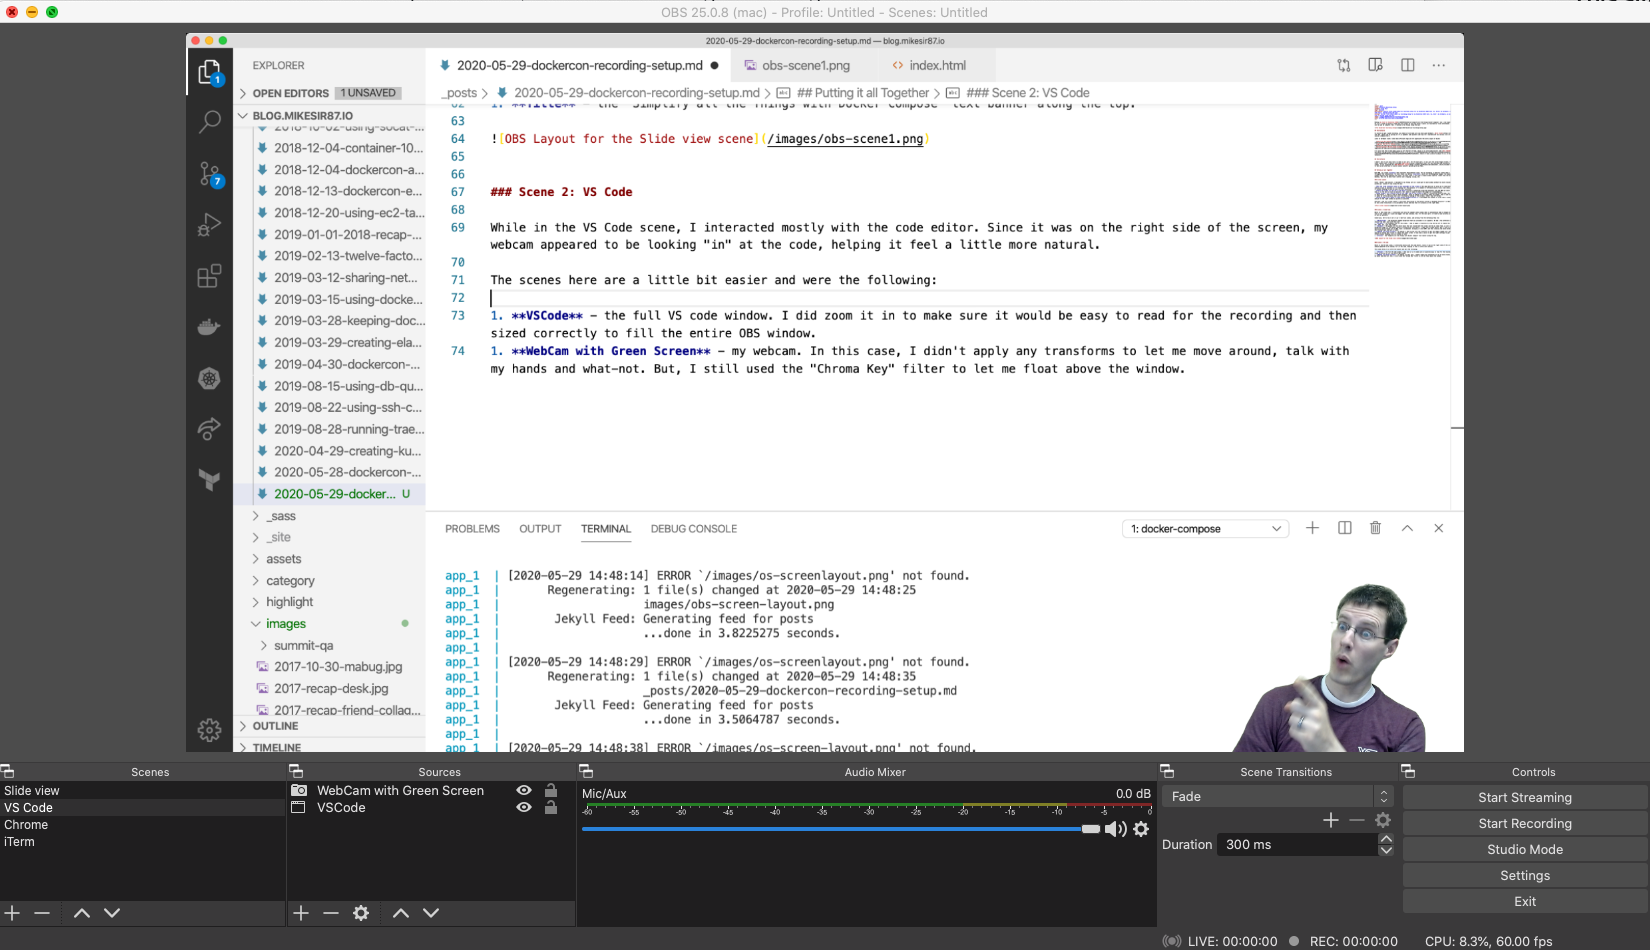 OBS 25.0.8 (mac) - Profile: Untitled - Scenes: Untitled
2020-05-29-dockercon-recording-setup.md — blog.mikesir87.io
EXPLORER
OPEN EDITORS 1 UNSAVED
BLOG.MIKESIR87.IO
2018-10-02-using-socat-...
2018-12-04-container-10...
2018-12-04-dockercon-a...
2018-12-13-dockercon-e...
2018-12-20-using-ec2-ta...
2019-01-01-2018-recap-...
2019-02-13-twelve-facto...
2019-03-12-sharing-net...
2019-03-15-using-docke...
2019-03-28-keeping-doc...
2019-03-29-creating-ela...
2019-04-30-dockercon-...
2019-08-15-using-db-qu...
2019-08-22-using-ssh-c...
2019-08-28-running-trae...
2020-04-29-creating-ku...
2020-05-28-dockercon-...
2020-05-29-docker... U
_sass
_site
assets
category
highlight
images
summit-qa
2017-10-30-mabug.jpg
2017-recap-desk.jpg
2017-recap-friend-collag...
OUTLINE
TIMELINE
1
7
2020-05-29-dockercon-recording-setup.md
obs-scene1.png
index.html
_posts > 2020-05-29-dockercon-recording-setup.md > ## Putting it all Together > ### Scene 2: VS Code
62 1. **Title** - the "Simplify all the Things with Docker Compose" text banner along the top.
63
64 ![OBS Layout for the Slide view scene](/images/obs-scene1.png)
65
66
67 ### Scene 2: VS Code
68
69 While in the VS Code scene, I interacted mostly with the code editor. Since it was on the right side of the screen, my
webcam appeared to be looking "in" at the code, helping it feel a little more natural.
70
71 The scenes here are a little bit easier and were the following:
72
73 1. **VSCode** - the full VS code window. I did zoom it in to make sure it would be easy to read for the recording and then
sized correctly to fill the entire OBS window.
74 1. **WebCam with Green Screen** - my webcam. In this case, I didn't apply any transforms to let me move around, talk with
my hands and what-not. But, I still used the "Chroma Key" filter to let me float above the window.
PROBLEMS OUTPUT TERMINAL DEBUG CONSOLE
1: docker-compose
app_1 | [2020-05-29 14:48:14] ERROR `/images/os-screenlayout.png' not found.
app_1 | Regenerating: 1 file(s) changed at 2020-05-29 14:48:25
app_1 | images/obs-screen-layout.png
app_1 | Jekyll Feed: Generating feed for posts
app_1 | ...done in 3.8225275 seconds.
app_1 |
app_1 | [2020-05-29 14:48:29] ERROR `/images/os-screenlayout.png' not found.
app_1 | Regenerating: 1 file(s) changed at 2020-05-29 14:48:35
app_1 | _posts/2020-05-29-dockercon-recording-setup.md
app_1 | Jekyll Feed: Generating feed for posts
app_1 | ...done in 3.5064787 seconds.
app_1 |
app_1 | [2020-05-29 14:48:38] ERROR `/images/os-screen-layout.png' not found.
Scenes
Slide view
VS Code
Chrome
iTerm
Sources
WebCam with Green Screen
VSCode
Audio Mixer
Mic/Aux 0.0 dB
-60 -55 -50 -45 -40 -35 -30 -25 -20 -15 -10 -5 0
Scene Transitions
Fade
Duration 300 ms
Controls
Start Streaming
Start Recording
Studio Mode
Settings
Exit
LIVE: 00:00:00 REC: 00:00:00 CPU: 8.3%, 60.00 fps